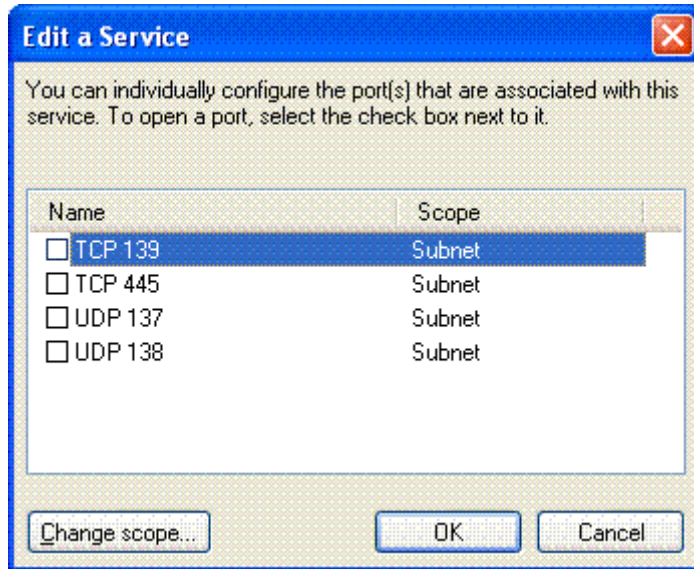 Edit a Service
You can individually configure the port(s) that are associated with this
service. To open a port, select the check box next to it.
Name Scope
TCP 139 Subnet
TCP 445 Subnet
UDP 137 Subnet
UDP 138 Subnet
Change scope... OK Cancel